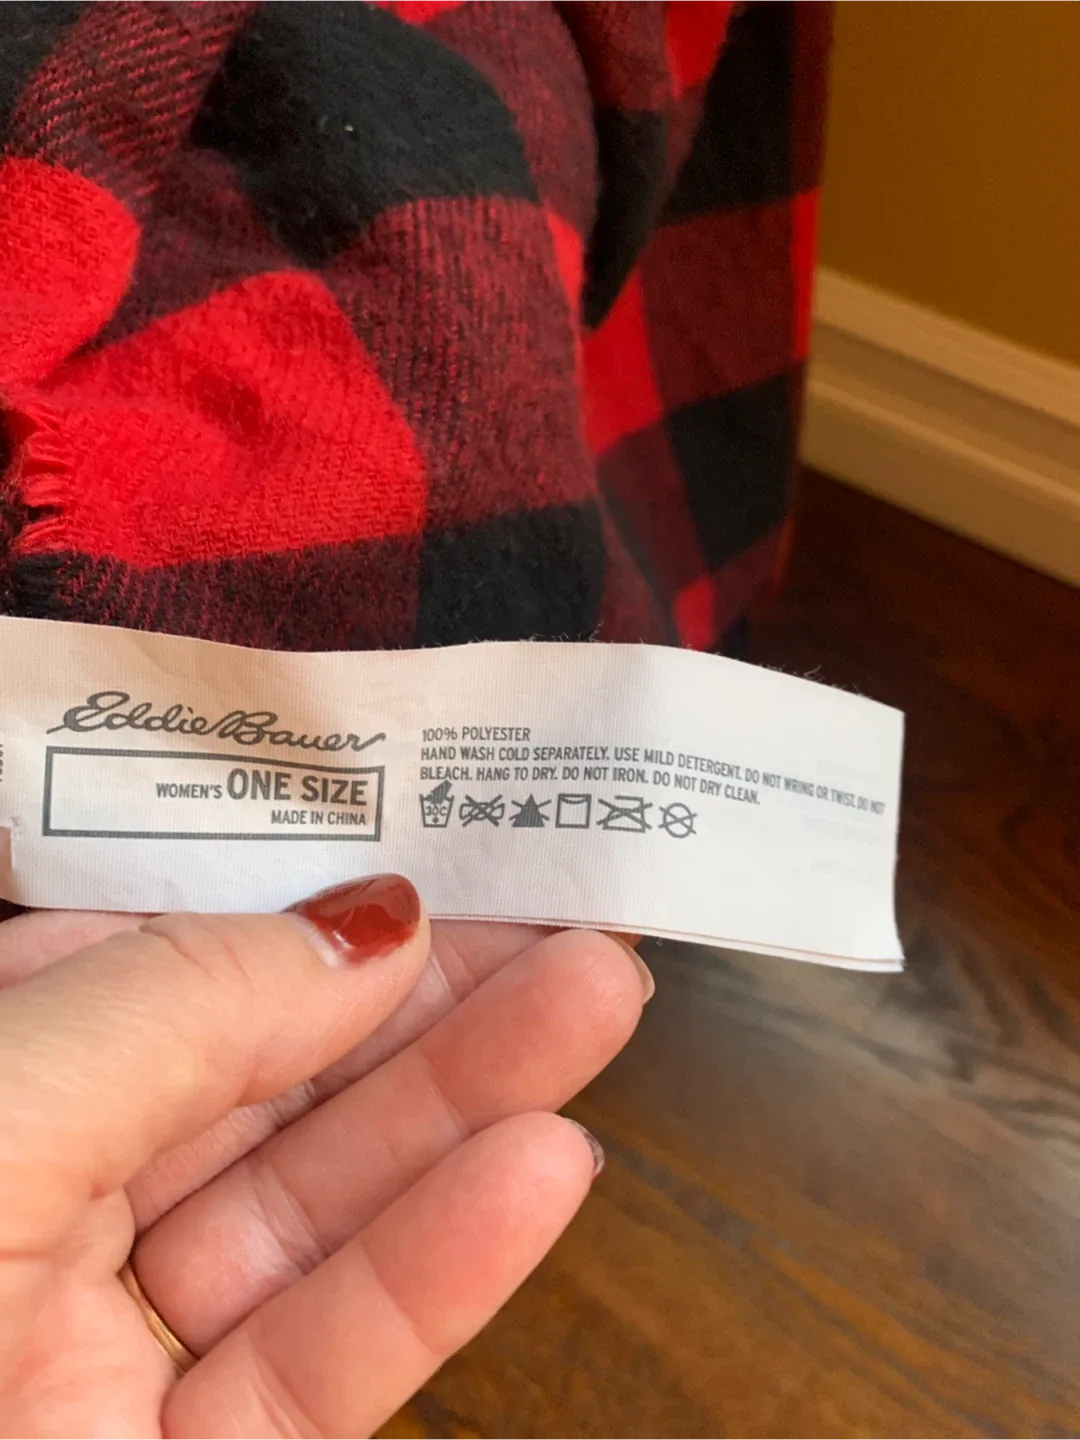 Eddie Bauer
WOMEN'S ONE SIZE
MADE IN CHINA
100% POLYESTER
HAND WASH COLD SEPARATELY. USE MILD DETERGENT. DO NOT WRING OR TWIST. DO NOT
BLEACH. HANG TO DRY. DO NOT IRON. DO NOT DRY CLEAN.
30C